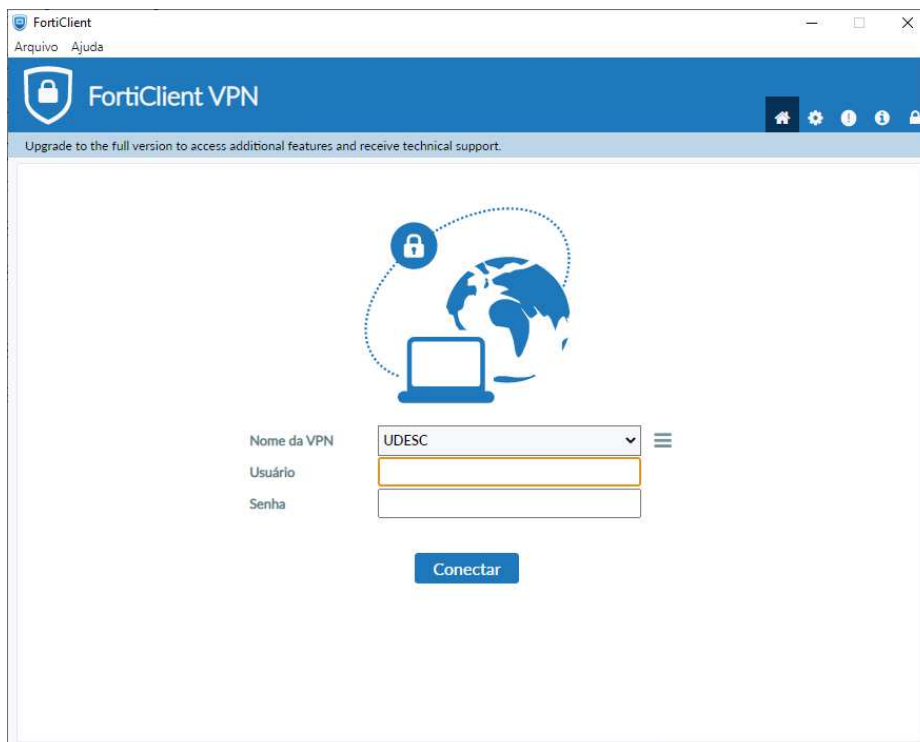 FortiClient
Arquivo Ajuda
FortiClient VPN
Upgrade to the full version to access additional features and receive technical support.
Nome da VPN UDESC
Usuário
Senha
Conectar